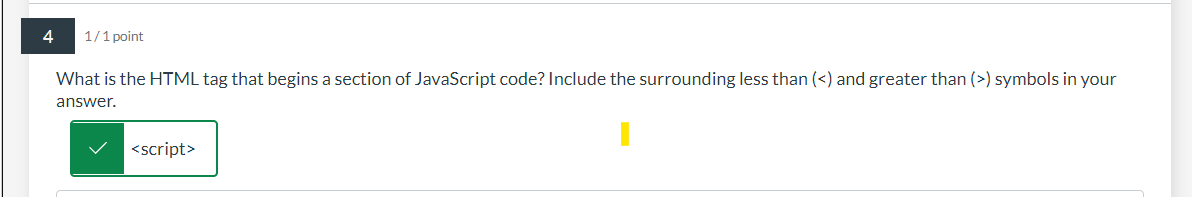 4 1/1 point
What is the HTML tag that begins a section of JavaScript code? Include the surrounding less than (<) and greater than (>) symbols in your
answer.
<script>